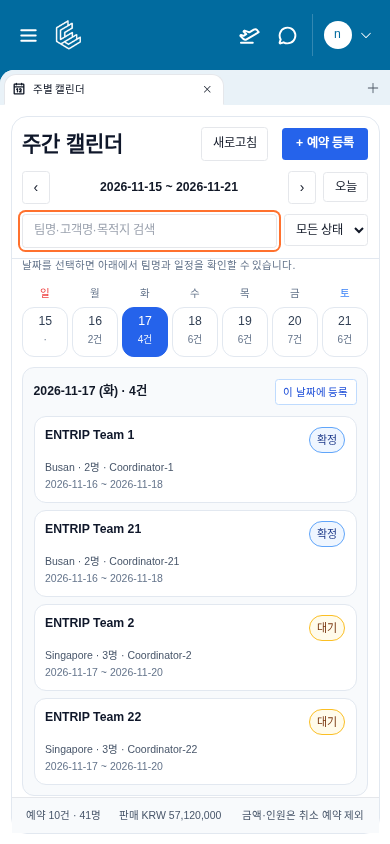 n
주별 캘린더
주간 캘린더
새로고침
+ 예약 등록
‹
2026-11-15 ~ 2026-11-21
›
오늘
팀명·고객명·목적지 검색
모든 상태
날짜를 선택하면 아래에서 팀명과 일정을 확인할 수 있습니다.
일 월 화 수 목 금 토
15 16 17 18 19 20 21
· 2건 4건 6건 6건 7건 6건
2026-11-17 (화) · 4건
이 날짜에 등록
ENTRIP Team 1
확정
Busan · 2명 · Coordinator-1
2026-11-16 ~ 2026-11-18
ENTRIP Team 21
확정
Busan · 2명 · Coordinator-21
2026-11-16 ~ 2026-11-18
ENTRIP Team 2
대기
Singapore · 3명 · Coordinator-2
2026-11-17 ~ 2026-11-20
ENTRIP Team 22
대기
Singapore · 3명 · Coordinator-22
2026-11-17 ~ 2026-11-20
예약 10건 · 41명 판매 KRW 57,120,000 금액·인원은 취소 예약 제외